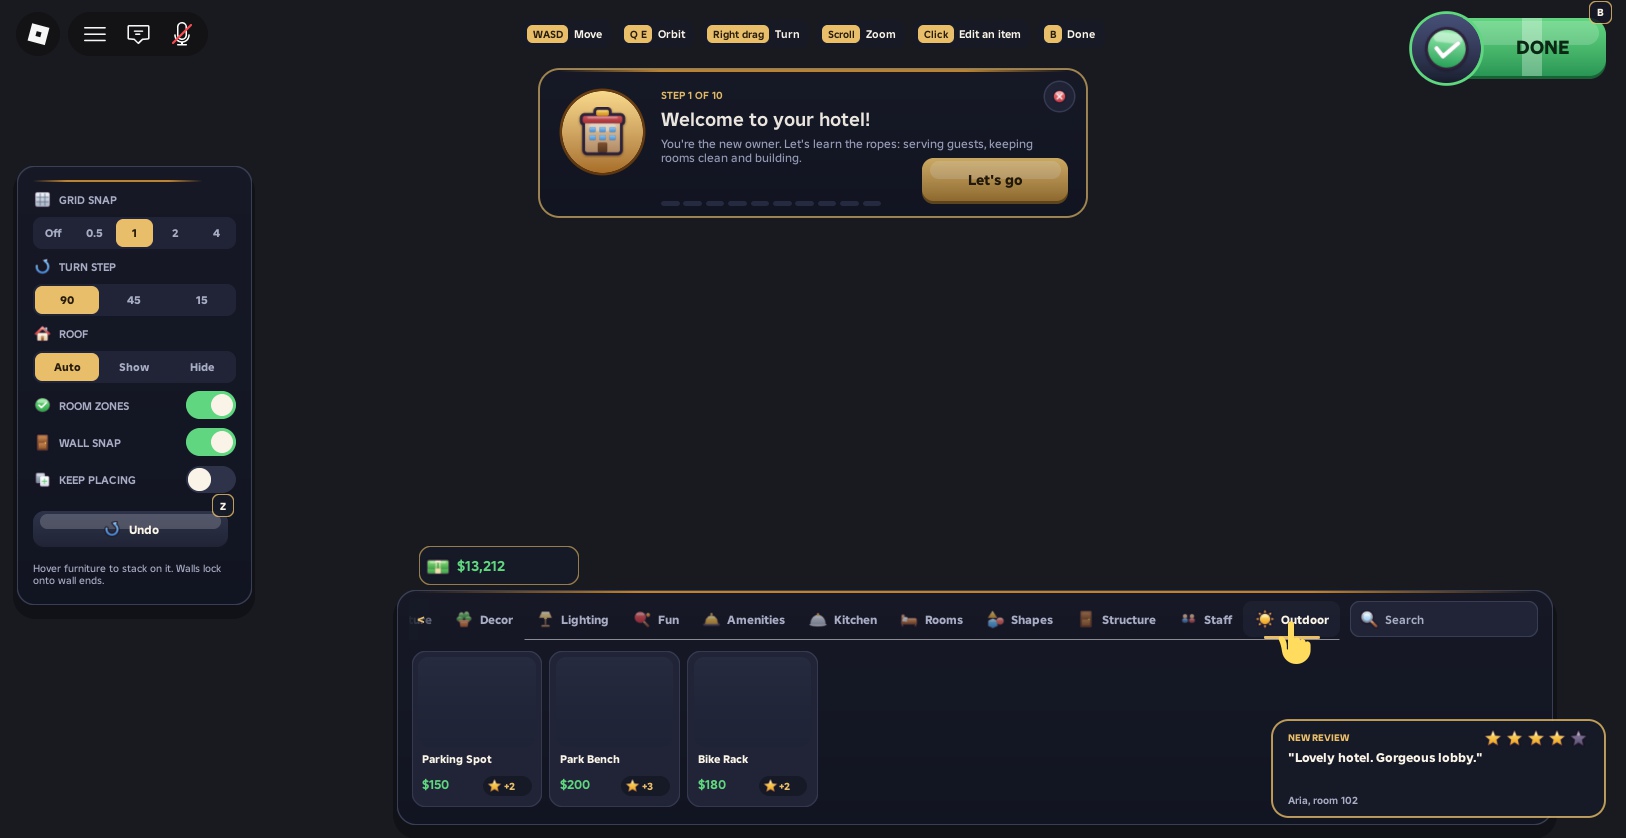 B
WASD Move Q E Orbit Right drag Turn Scroll Zoom Click Edit an item B Done
DONE
STEP 1 OF 10
Welcome to your hotel!
You're the new owner. Let's learn the ropes: serving guests, keeping
rooms clean and building.
Let's go
GRID SNAP
Off 0.5 1 2 4
TURN STEP
90 45 15
ROOF
Auto Show Hide
ROOM ZONES
WALL SNAP
KEEP PLACING
Z
Undo
Hover furniture to stack on it. Walls lock
onto wall ends.
$13,212
< Decor Lighting Fun Amenities Kitchen Rooms Shapes Structure Staff Outdoor Search
Parking Spot
$150 +2
Park Bench
$200 +3
Bike Rack
$180 +2
NEW REVIEW
"Lovely hotel. Gorgeous lobby."
Aria, room 102